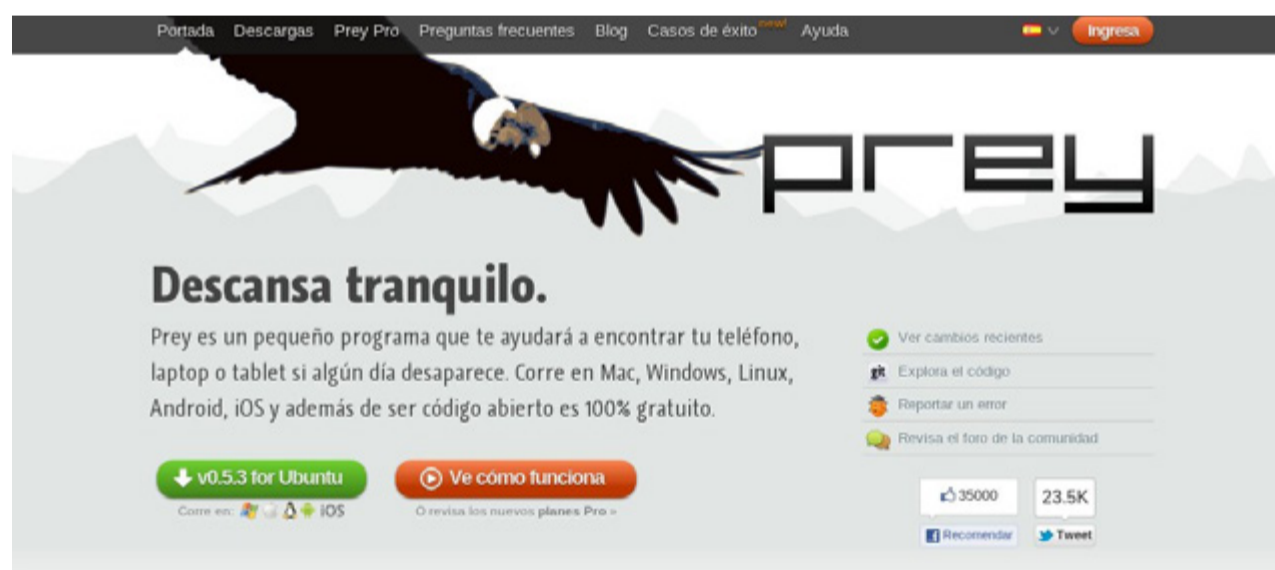 Portada Descargas Prey Pro Preguntas frecuentes Blog Casos de éxito new! Ayuda Ingresa
prey
Descansa tranquilo.
Prey es un pequeño programa que te ayudará a encontrar tu teléfono,
laptop o tablet si algún día desaparece. Corre en Mac, Windows, Linux,
Android, iOS y además de ser código abierto es 100% gratuito.
Ver cambios recientes
git Explora el código
Reportar un error
Revisa el foro de la comunidad
v0.5.3 for Ubuntu
Corre en: iOS
Ve cómo funciona
O revisa los nuevos planes Pro »
35000
Recomendar
23.5K
Tweet